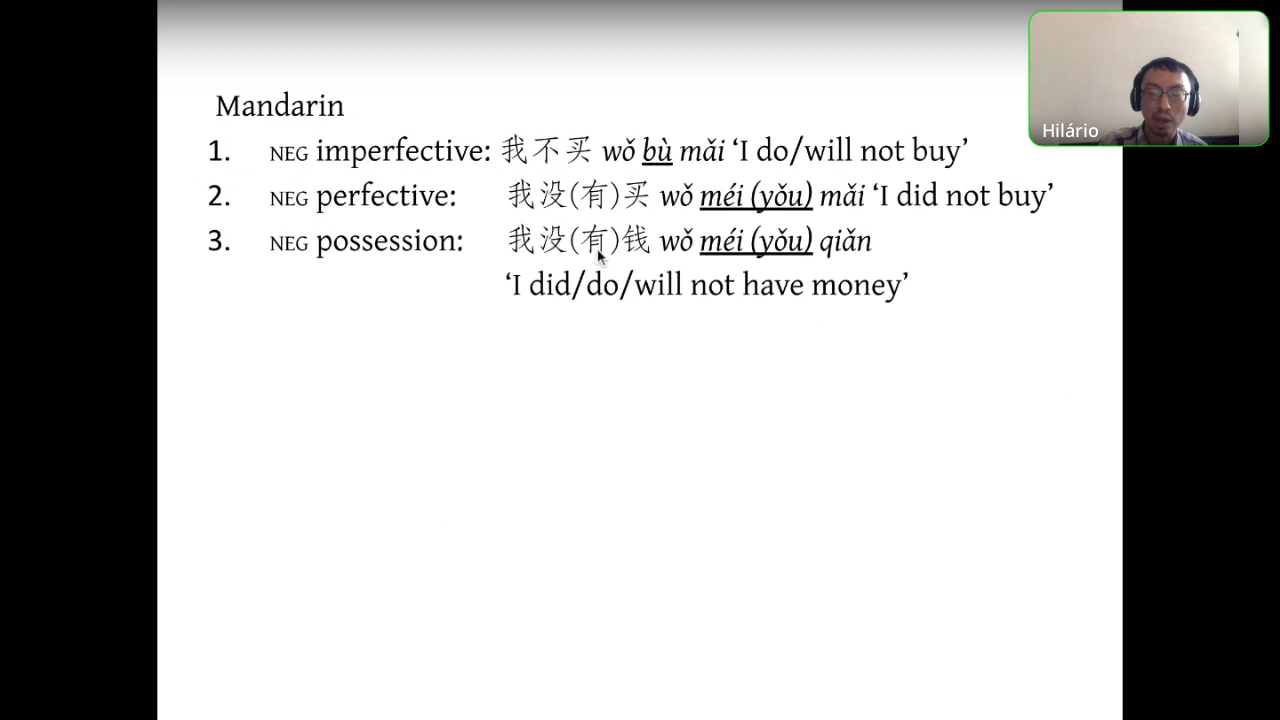 Mandarin
1. NEG imperfective: 我不买 wǒ bù mǎi ‘I do/will not buy’
2. NEG perfective: 我没(有)买 wǒ méi (yǒu) mǎi ‘I did not buy’
3. NEG possession: 我没(有)钱 wǒ méi (yǒu) qiǎn
‘I did/do/will not have money’
Hilário